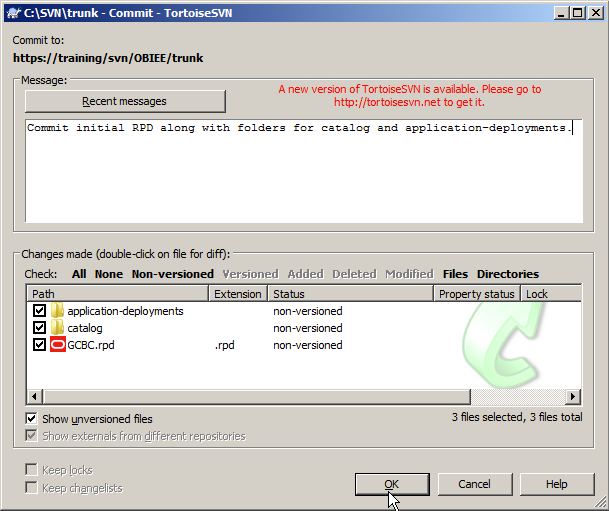 C:\SVN\trunk - Commit - TortoiseSVN
Commit to:
https://training/svn/OBIEE/trunk
Message:
Recent messages
A new version of TortoiseSVN is available. Please go to
http://tortoisesvn.net to get it.
Commit initial RPD along with folders for catalog and application-deployments.
Changes made (double-click on file for diff):
Check: All None Non-versioned Versioned Added Deleted Modified Files Directories
Path Extension Status Property status Lock
application-deployments non-versioned
catalog non-versioned
GCBC.rpd .rpd non-versioned
Show unversioned files
3 files selected, 3 files total
Show externals from different repositories
Keep locks
Keep changelists
OK Cancel Help